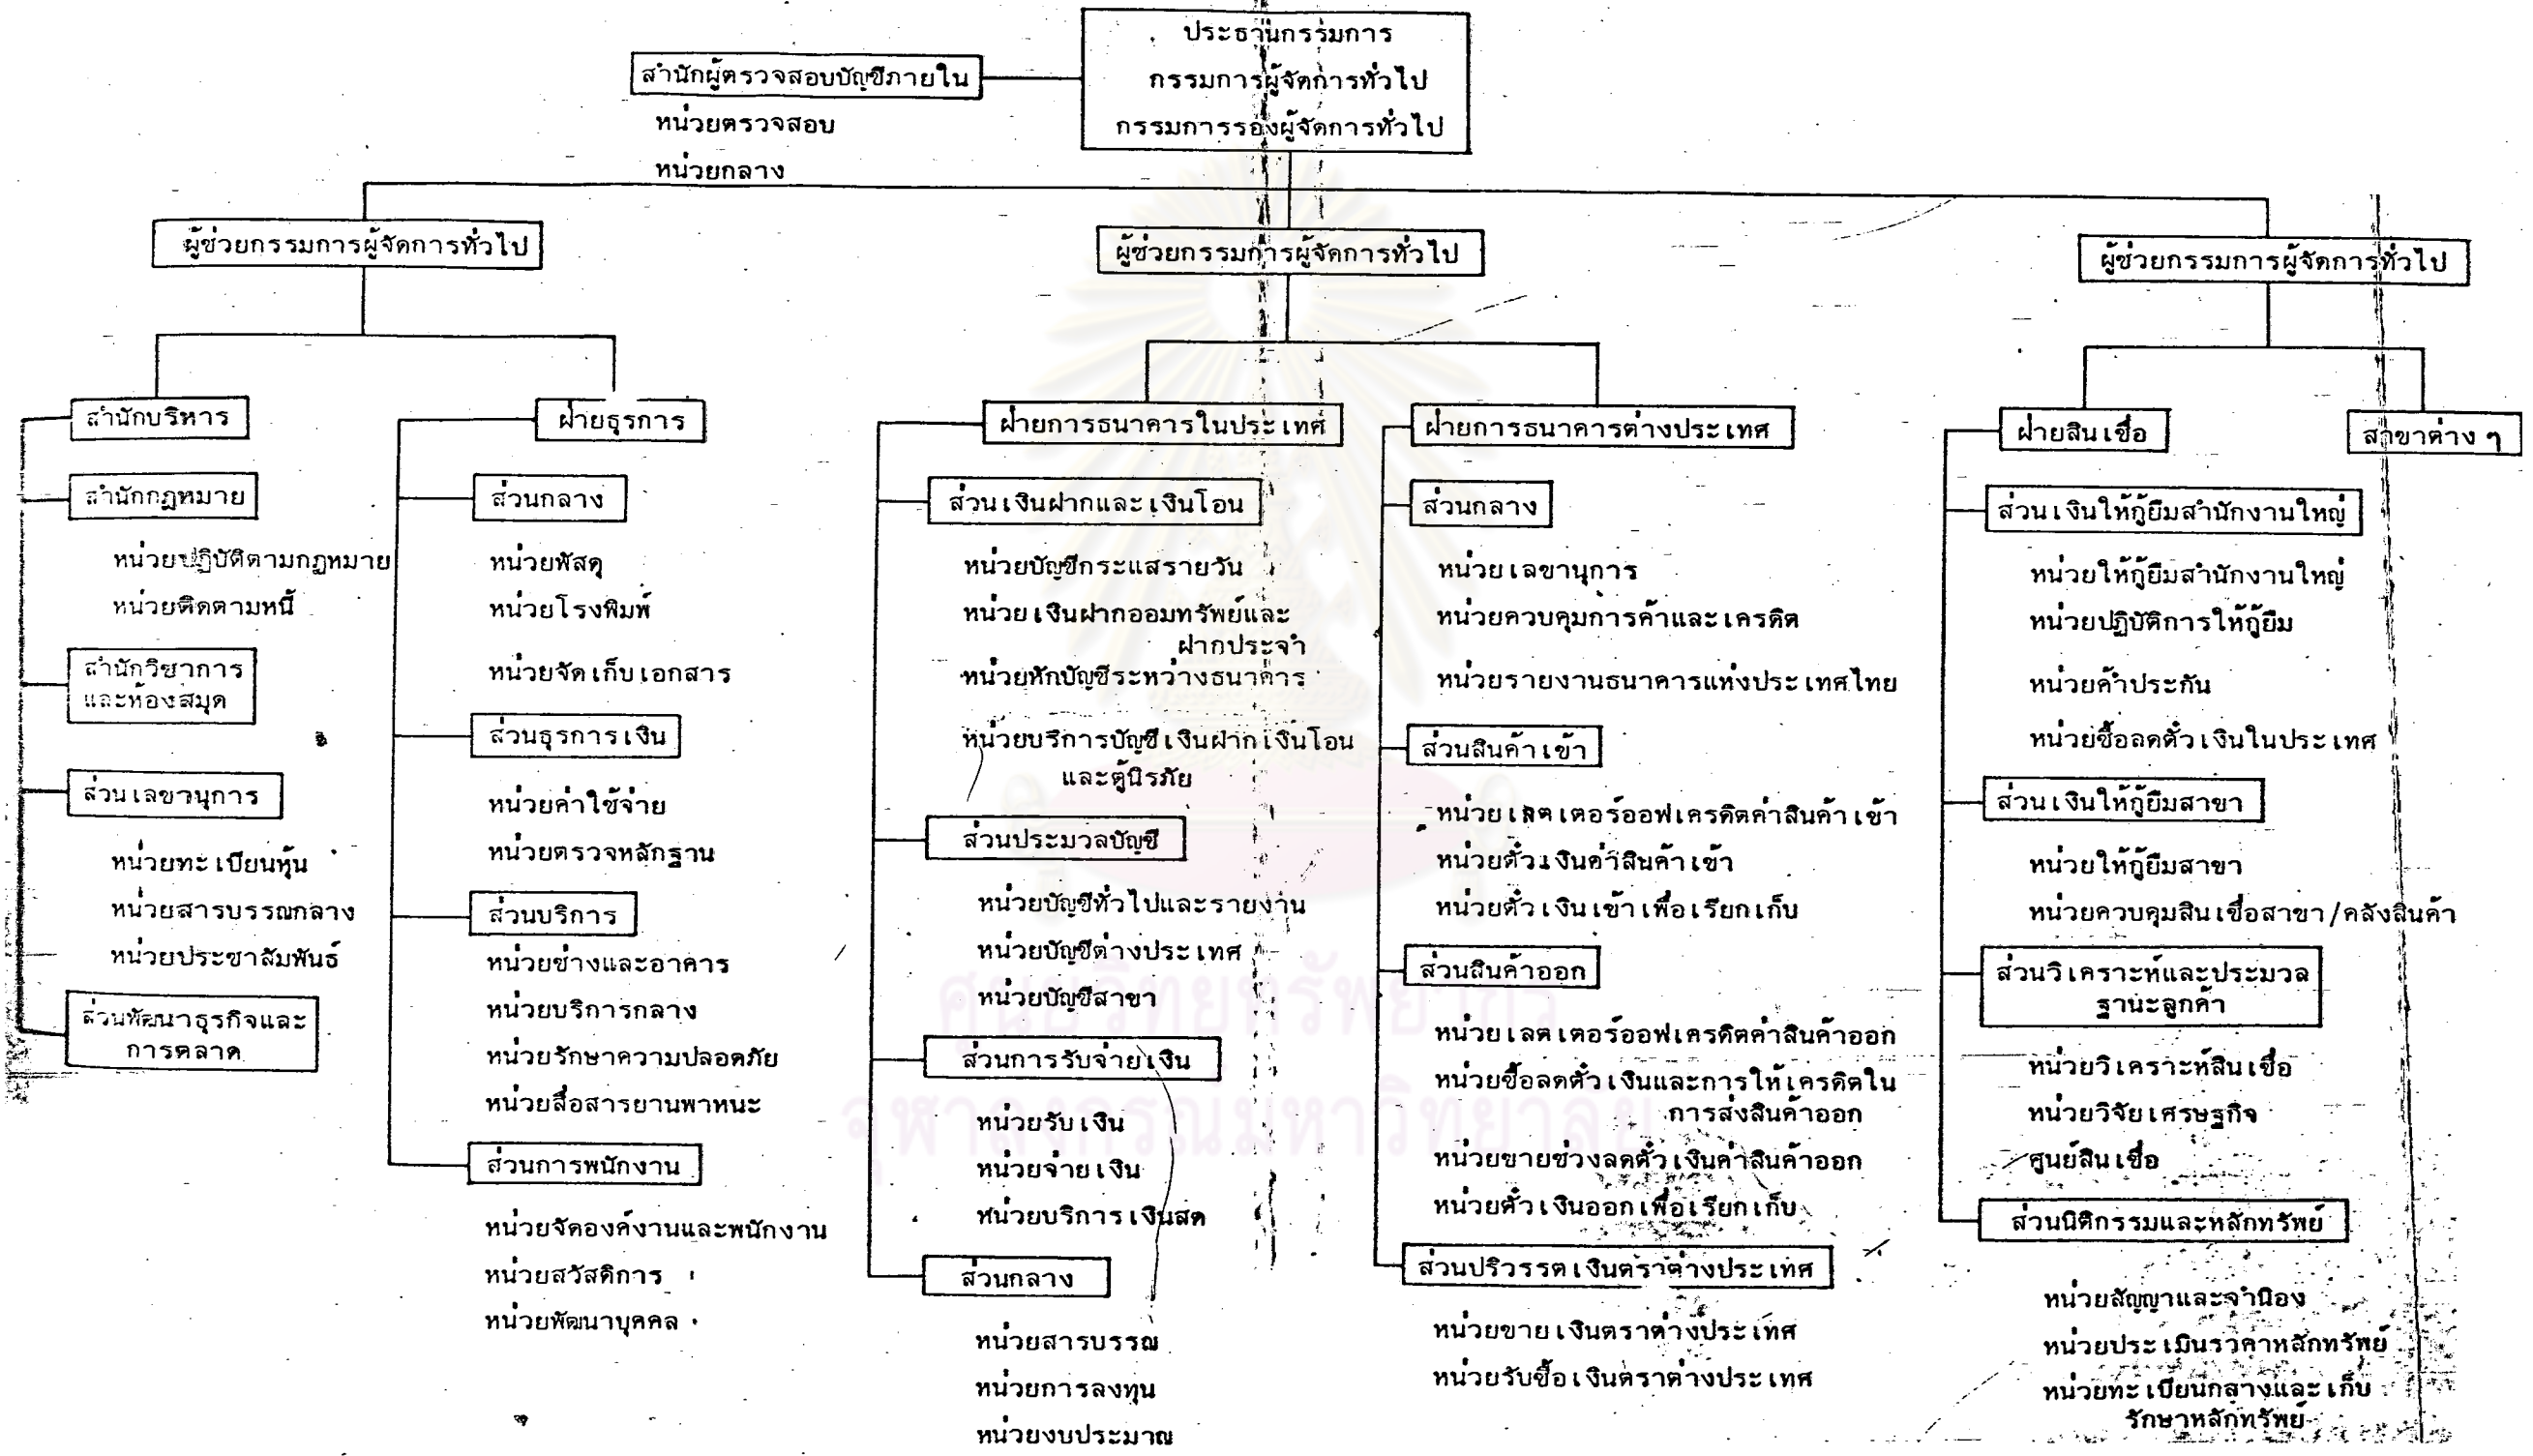 ประธานกรรมการ
กรรมการผู้จัดการทั่วไป
กรรมการรองผู้จัดการทั่วไป
สำนักผู้ตรวจสอบบัญชีภายใน
หน่วยตรวจสอบ
หน่วยกลาง
ผู้ช่วยกรรมการผู้จัดการทั่วไป
สำนักบริหาร
สำนักกฎหมาย
หน่วยปฏิบัติตามกฎหมาย
หน่วยติดตามหนี้
สำนักวิชาการ
และห้องสมุด
ส่วนเลขานุการ
หน่วยทะเบียนหุ้น
หน่วยสารบรรณกลาง
หน่วยประชาสัมพันธ์
ส่วนพัฒนาธุรกิจและ
การตลาด
ฝ่ายธุรการ
ส่วนกลาง
หน่วยพัสดุ
หน่วยโรงพิมพ์
หน่วยจัดเก็บเอกสาร
ส่วนธุรการเงิน
หน่วยค่าใช้จ่าย
หน่วยตรวจหลักฐาน
ส่วนบริการ
หน่วยช่างและอาคาร
หน่วยบริการกลาง
หน่วยรักษาความปลอดภัย
หน่วยสื่อสารยานพาหนะ
ส่วนการพนักงาน
หน่วยจัดองค์งานและพนักงาน
หน่วยสวัสดิการ
หน่วยพัฒนาบุคคล
ผู้ช่วยกรรมการผู้จัดการทั่วไป
ฝ่ายการธนาคารในประเทศ
ส่วนเงินฝากและเงินโอน
หน่วยบัญชีกระแสรายวัน
หน่วยเงินฝากออมทรัพย์และ
ฝากประจำ
หน่วยหักบัญชีระหว่างธนาคาร
หน่วยบริการบัญชีเงินฝากเงินโอน
และตู้นิรภัย
ส่วนประมวลบัญชี
หน่วยบัญชีทั่วไปและรายงาน
หน่วยบัญชีต่างประเทศ
หน่วยบัญชีสาขา
ส่วนการรับจ่ายเงิน
หน่วยรับเงิน
หน่วยจ่ายเงิน
หน่วยบริการเงินสด
ส่วนกลาง
หน่วยสารบรรณ
หน่วยการลงทุน
หน่วยงบประมาณ
ฝ่ายการธนาคารต่างประเทศ
ส่วนกลาง
หน่วยเลขานุการ
หน่วยควบคุมการค้าและเครดิต
หน่วยรายงานธนาคารแห่งประเทศไทย
ส่วนสินค้าเข้า
หน่วยเลตเตอร์ออฟเครดิตค่าสินค้าเข้า
หน่วยตั๋วเงินค่าสินค้าเข้า
หน่วยตั๋วเงินเข้าเพื่อเรียกเก็บ
ส่วนสินค้าออก
หน่วยเลตเตอร์ออฟเครดิตค่าสินค้าออก
หน่วยซื้อลดตั๋วเงินและการให้เครดิตใน
การส่งสินค้าออก
หน่วยขายช่วงลดตั๋วเงินค่าสินค้าออก
หน่วยตั๋วเงินออกเพื่อเรียกเก็บ
ส่วนปริวรรตเงินตราต่างประเทศ
หน่วยขายเงินตราต่างประเทศ
หน่วยรับซื้อเงินตราต่างประเทศ
ผู้ช่วยกรรมการผู้จัดการทั่วไป
ฝ่ายสินเชื่อ
สาขาต่าง ๆ
ส่วนเงินให้กู้ยืมสำนักงานใหญ่
หน่วยให้กู้ยืมสำนักงานใหญ่
หน่วยปฏิบัติการให้กู้ยืม
หน่วยค้ำประกัน
หน่วยซื้อลดตั๋วเงินในประเทศ
ส่วนเงินให้กู้ยืมสาขา
หน่วยให้กู้ยืมสาขา
หน่วยควบคุมสินเชื่อสาขา/คลังสินค้า
ส่วนวิเคราะห์และประมวล
ฐานะลูกค้า
หน่วยวิเคราะห์สินเชื่อ
หน่วยวิจัยเศรษฐกิจ
ศูนย์สินเชื่อ
ส่วนนิติกรรมและหลักทรัพย์
หน่วยสัญญาและจำนอง
หน่วยประเมินราคาหลักทรัพย์
หน่วยทะเบียนกลางและเก็บ
รักษาหลักทรัพย์
ศูนย์วิทยทรัพยากร
จุฬาลงกรณ์มหาวิทยาลัย